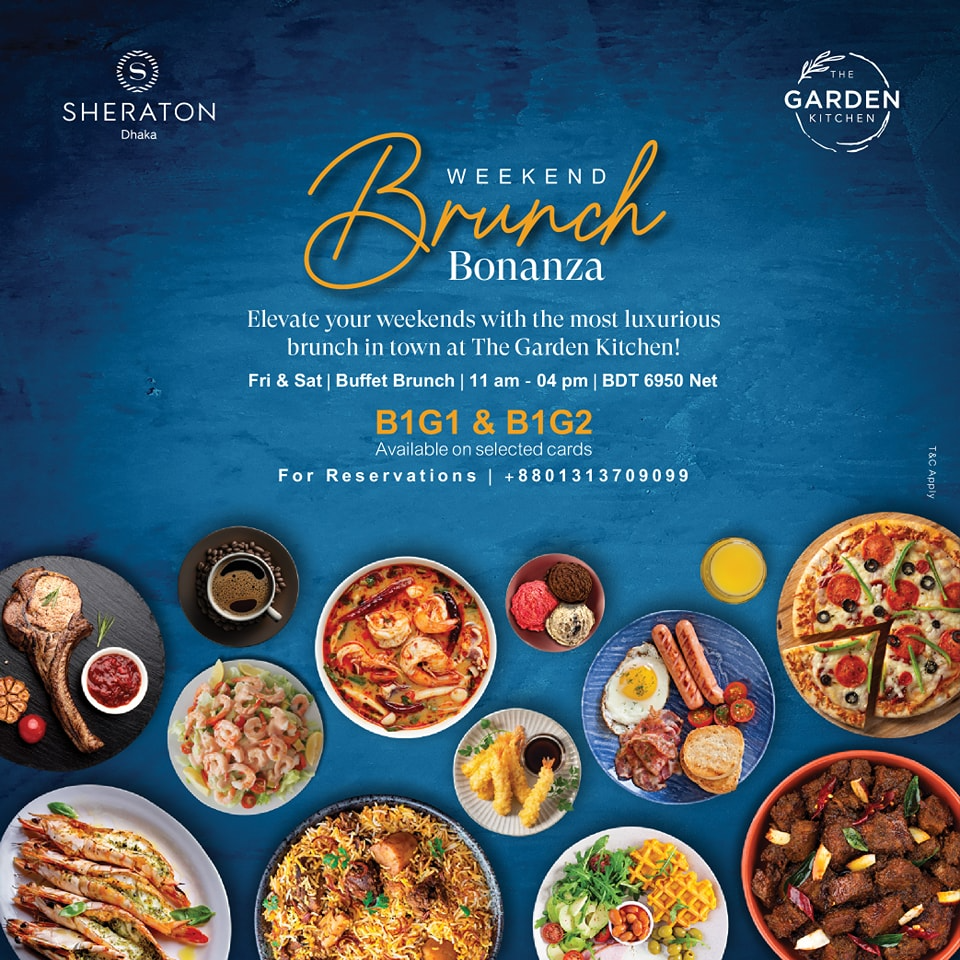 SHERATON
Dhaka
THE
GARDEN
KITCHEN
WEEKEND
Brunch
Bonanza
Elevate your weekends with the most luxurious
brunch in town at The Garden Kitchen!
Fri & Sat | Buffet Brunch | 11 am - 04 pm | BDT 6950 Net
B1G1 & B1G2
Available on selected cards
For Reservations | +8801313709099
T&C Apply